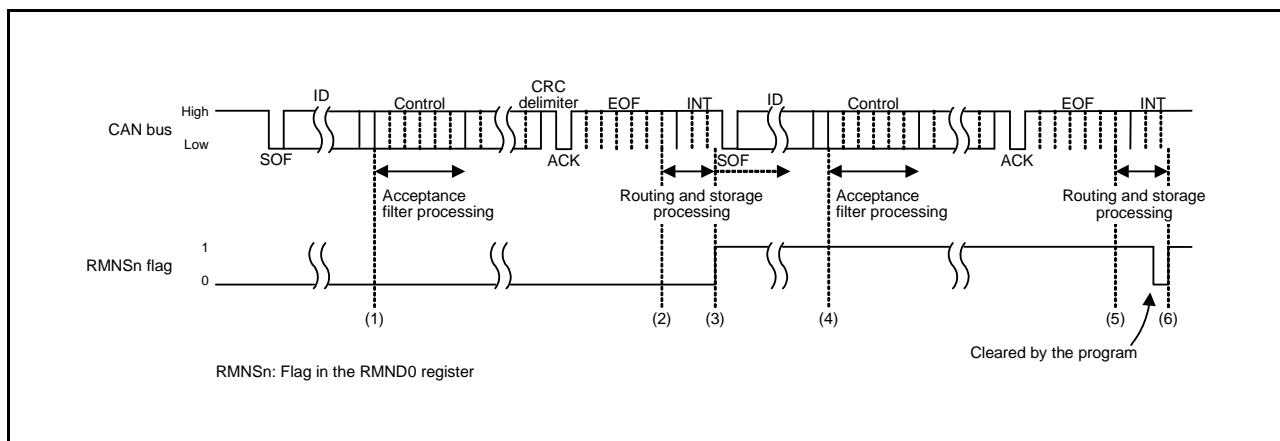 CRC
ID
Control
delimiter
EOF
INT
ID
Control
EOF
INT
High
CAN bus
Low
SOF
ACK
SOF
ACK
Acceptance
filter processing
Routing and storage
processing
Acceptance
filter processing
Routing and storage
processing
1
RMNSn flag
0
(1)
(2)
(3)
(4)
(5)
(6)
Cleared by the program
RMNSn: Flag in the RMND0 register